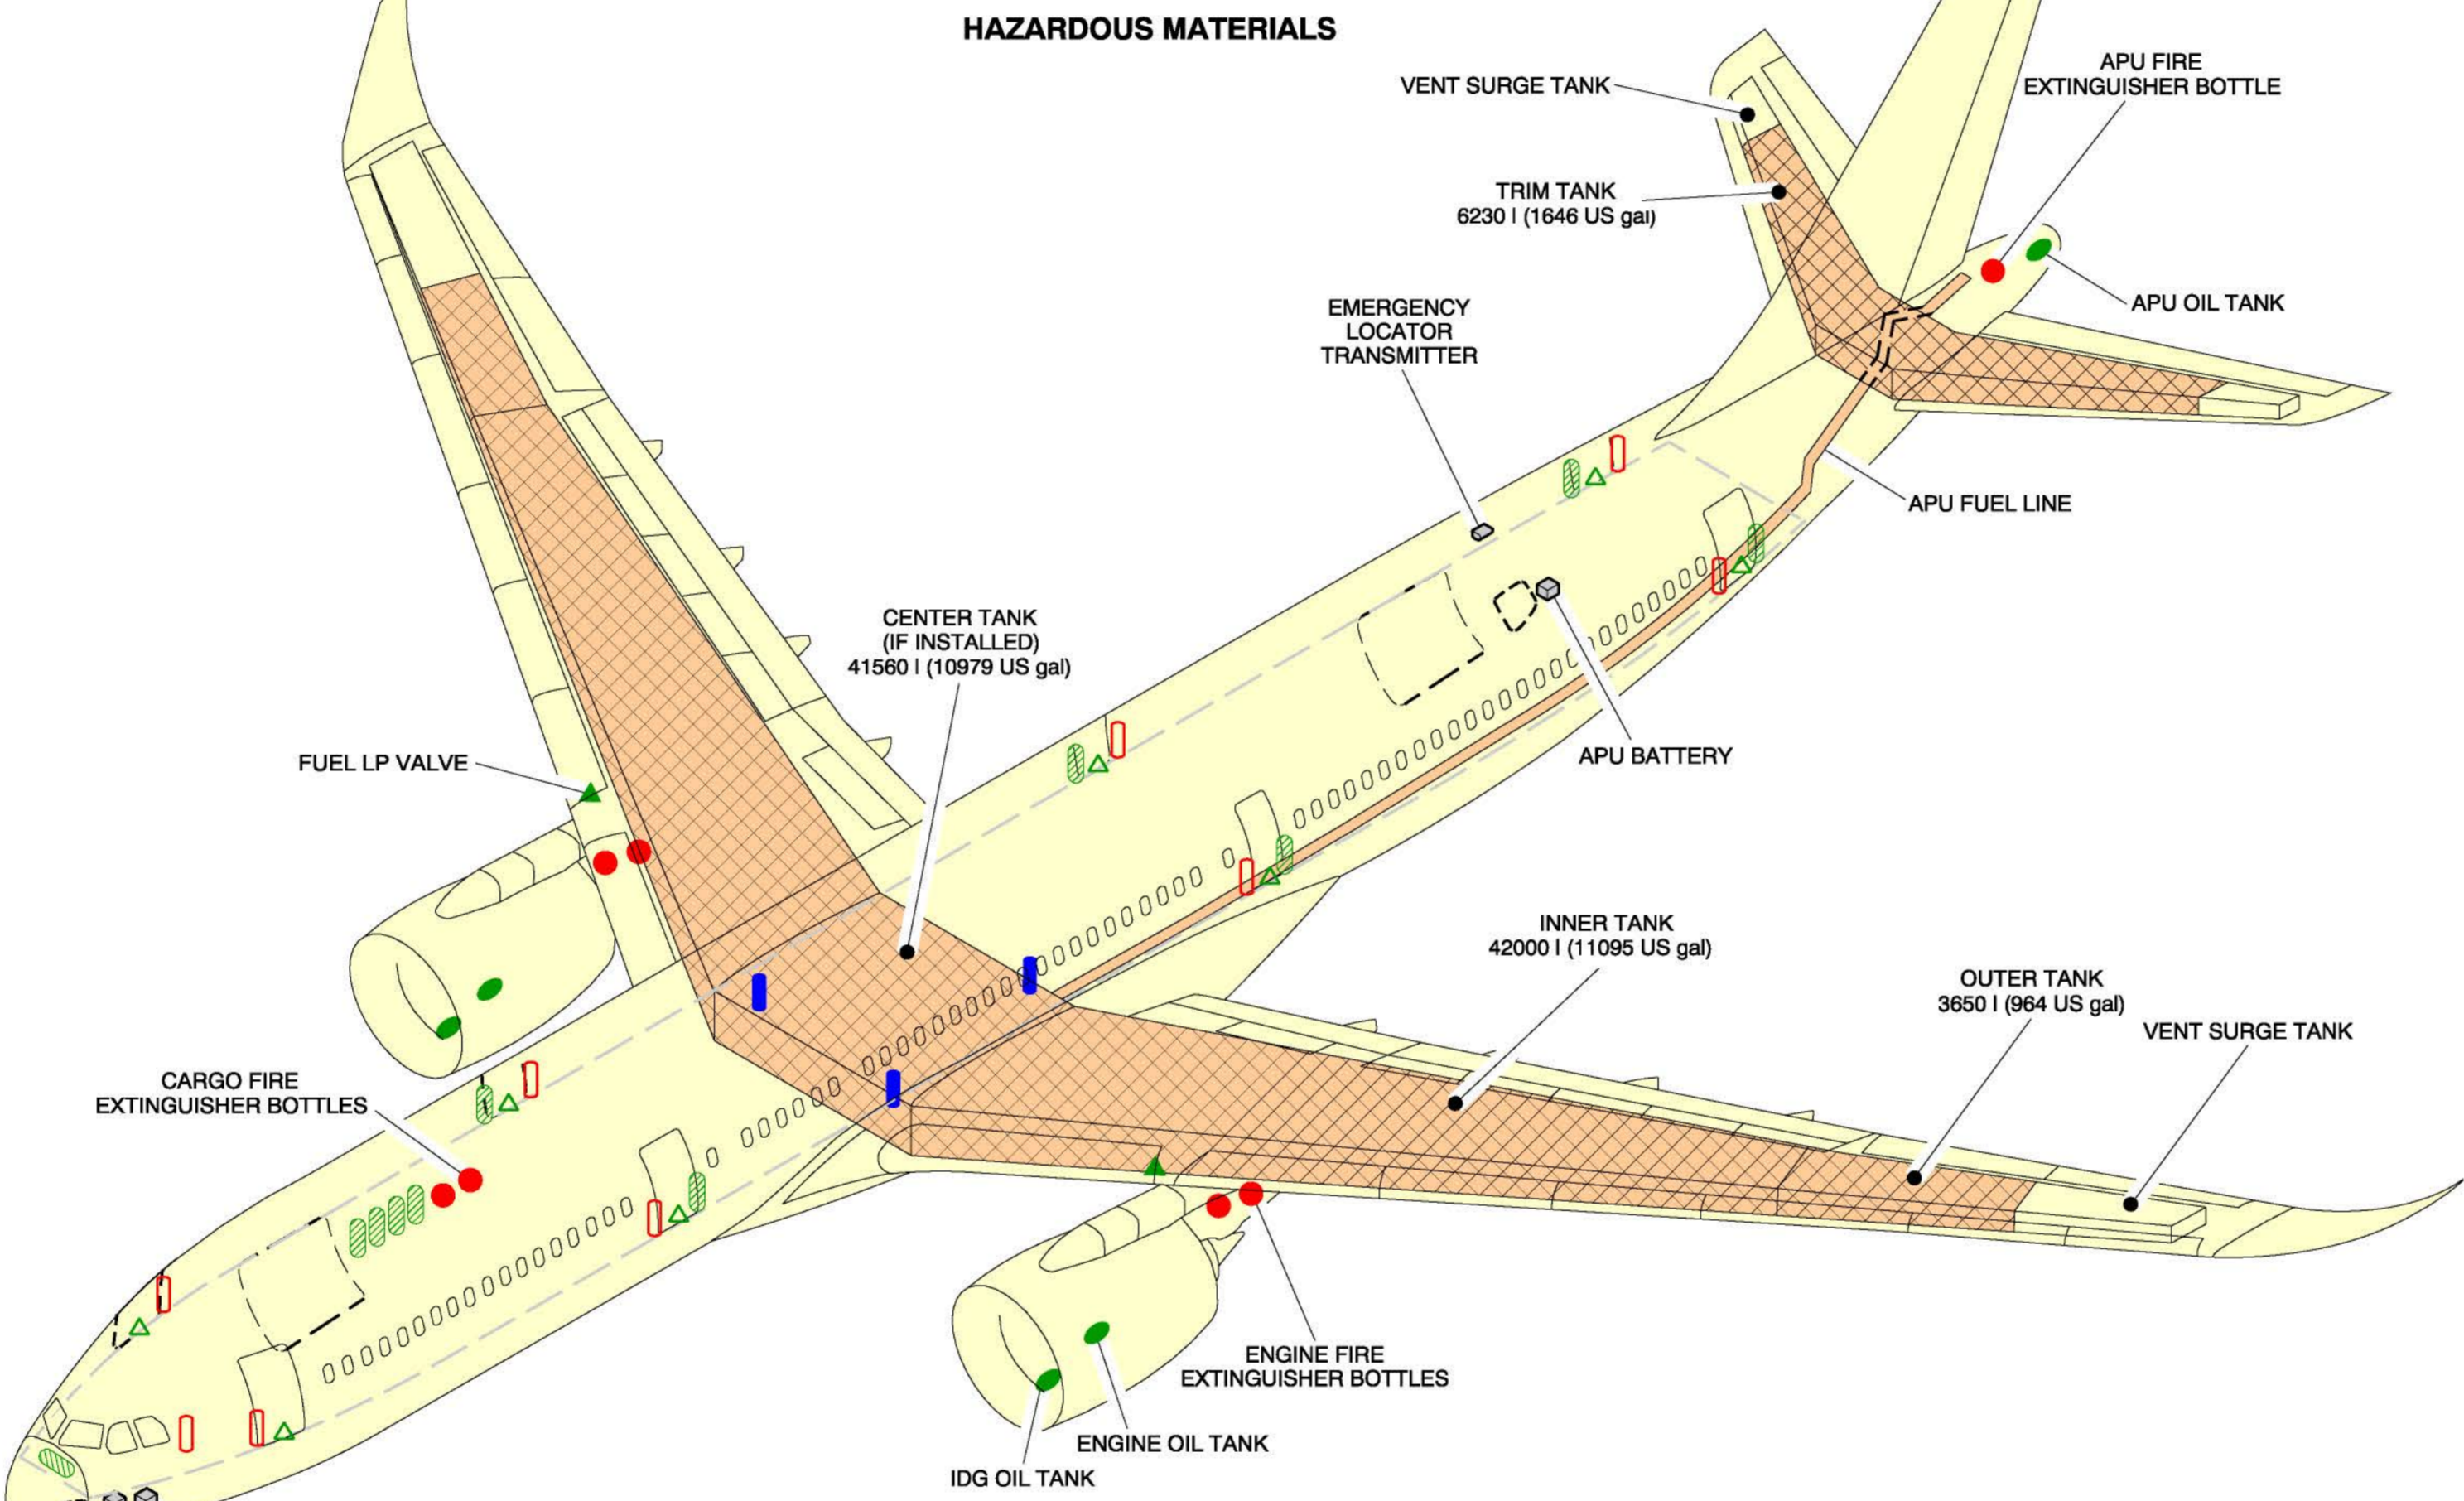 HAZARDOUS MATERIALS
VENT SURGE TANK
APU FIRE
EXTINGUISHER BOTTLE
TRIM TANK
6230 l (1646 US gal)
APU OIL TANK
EMERGENCY
LOCATOR
TRANSMITTER
APU FUEL LINE
CENTER TANK
(IF INSTALLED)
41560 l (10979 US gal)
FUEL LP VALVE
APU BATTERY
INNER TANK
42000 l (11095 US gal)
OUTER TANK
3650 l (964 US gal)
VENT SURGE TANK
CARGO FIRE
EXTINGUISHER BOTTLES
ENGINE FIRE
EXTINGUISHER BOTTLES
ENGINE OIL TANK
IDG OIL TANK